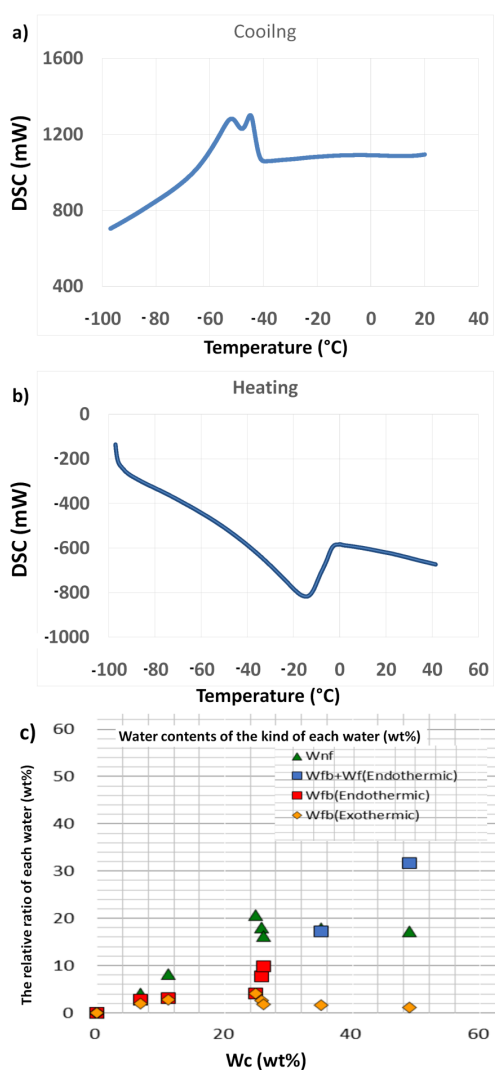 a)
Cooilng
1600
1200
800
400
DSC (mW)
-100 -80 -60 -40 -20 0 20 40
Temperature (°C)
b)
Heating
0
-200
-400
-600
-800
-1000
DSC (mW)
-100 -80 -60 -40 -20 0 20 40 60
Temperature (°C)
c)
Water contents of the kind of each water (wt%)
Wnf
Wfb+Wf(Endothermic)
Wfb(Endothermic)
Wfb(Exothermic)
60
50
40
30
20
10
0
The relative ratio of each water (wt%)
0 20 40 60
Wc (wt%)